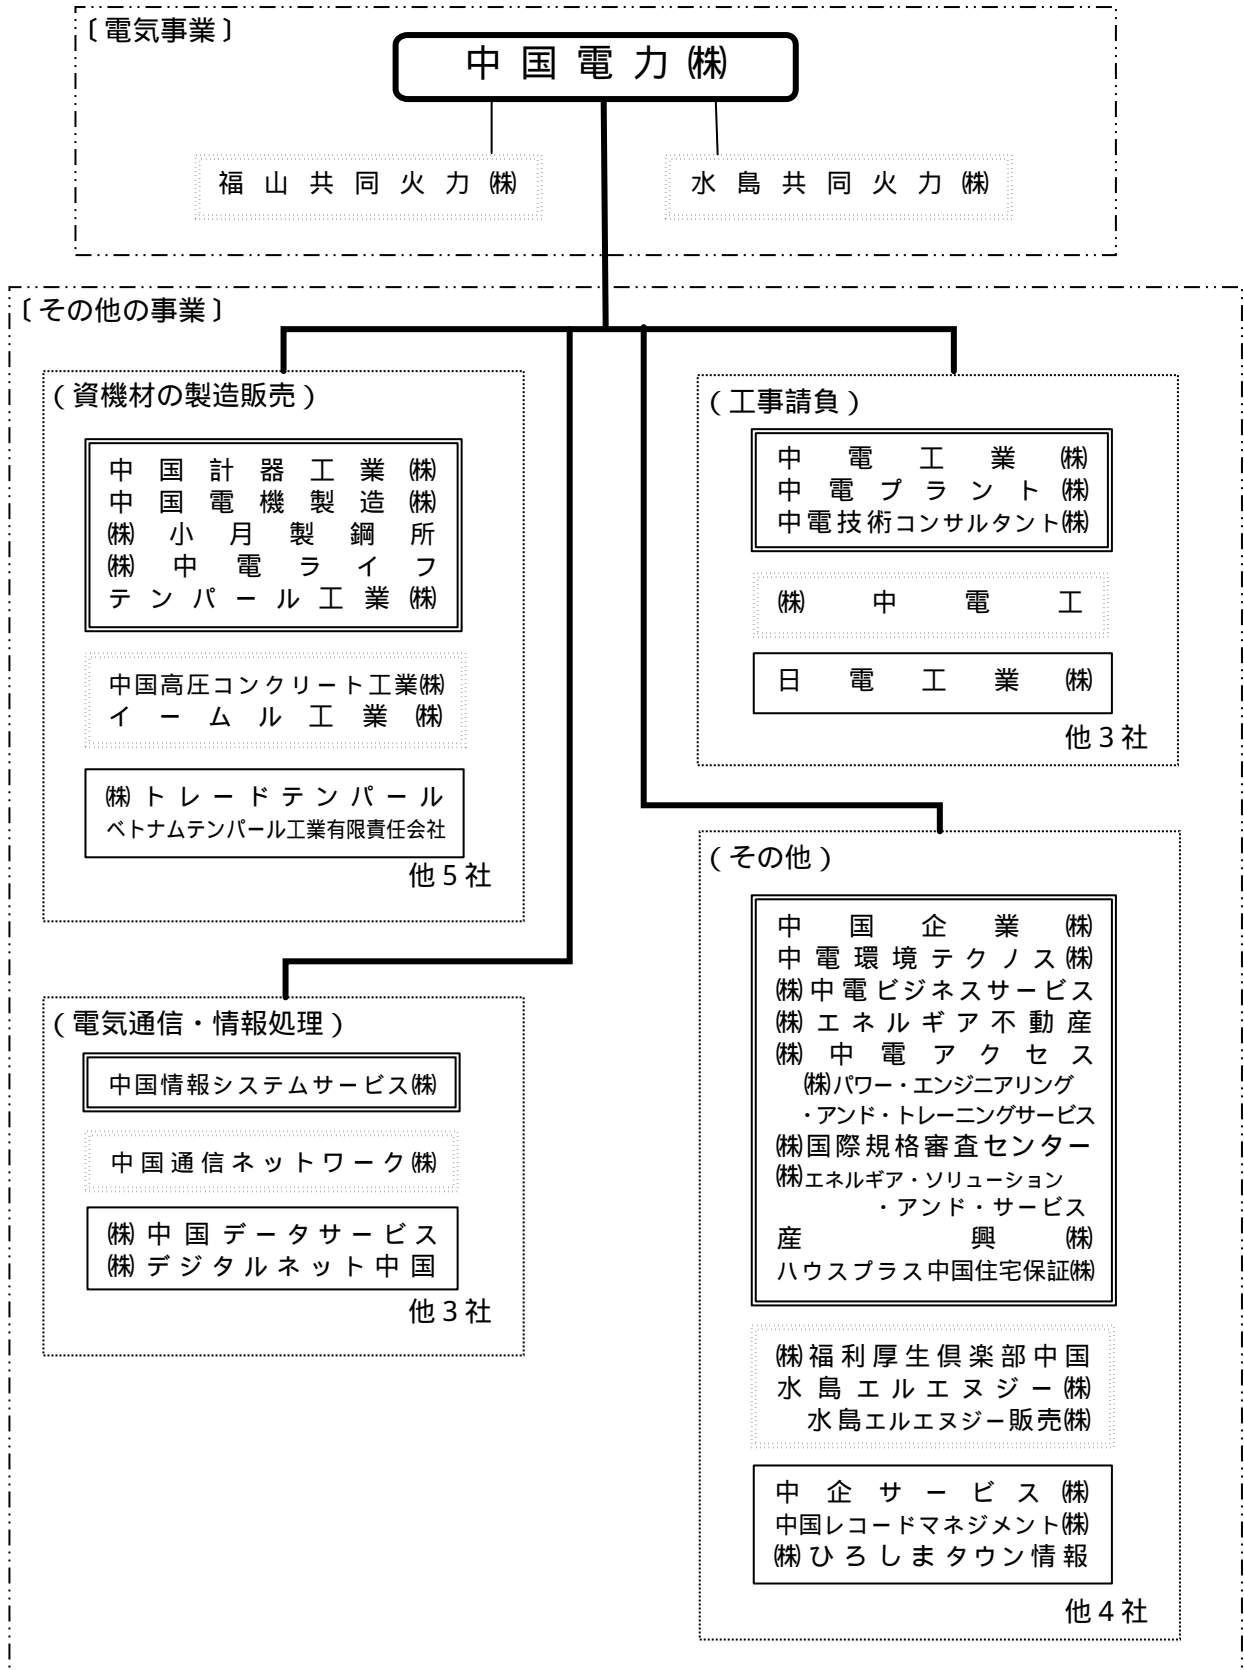 〔電気事業〕
中国電力㈱
福山共同火力㈱
水島共同火力㈱
〔その他の事業〕
（資機材の製造販売）
中国計器工業㈱
中国電機製造㈱
㈱小月製鋼所
㈱中電ライフ
テンパール工業㈱
中国高圧コンクリート工業㈱
イームル工業㈱
㈱トレードテンパール
ベトナムテンパール工業有限責任会社
他５社
（電気通信・情報処理）
中国情報システムサービス㈱
中国通信ネットワーク㈱
㈱中国データサービス
㈱デジタルネット中国
他３社
（工事請負）
中電工業㈱
中電プラント㈱
中電技術コンサルタント㈱
㈱中電工
日電工業㈱
他３社
（その他）
中国企業㈱
中電環境テクノス㈱
㈱中電ビジネスサービス
㈱エネルギア不動産
㈱中電アクセス
㈱パワー・エンジニアリング
・アンド・トレーニングサービス
㈱国際規格審査センター
㈱エネルギア・ソリューション
・アンド・サービス
産興㈱
ハウスプラス中国住宅保証㈱
㈱福利厚生倶楽部中国
水島エルエヌジー㈱
水島エルエヌジー販売㈱
中企サービス㈱
中国レコードマネジメント㈱
㈱ひろしまタウン情報
他４社